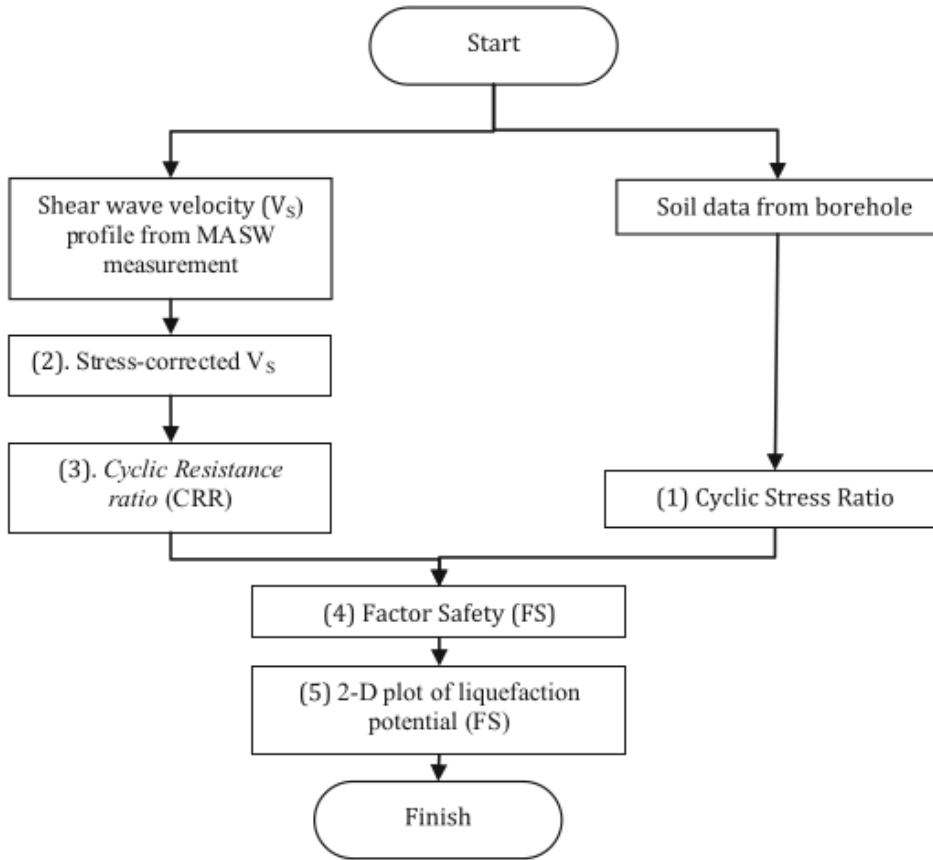 Start
Shear wave velocity (VS)
profile from MASW
measurement
Soil data from borehole
(2). Stress-corrected VS
(3). Cyclic Resistance
ratio (CRR)
(1) Cyclic Stress Ratio
(4) Factor Safety (FS)
(5) 2-D plot of liquefaction
potential (FS)
Finish